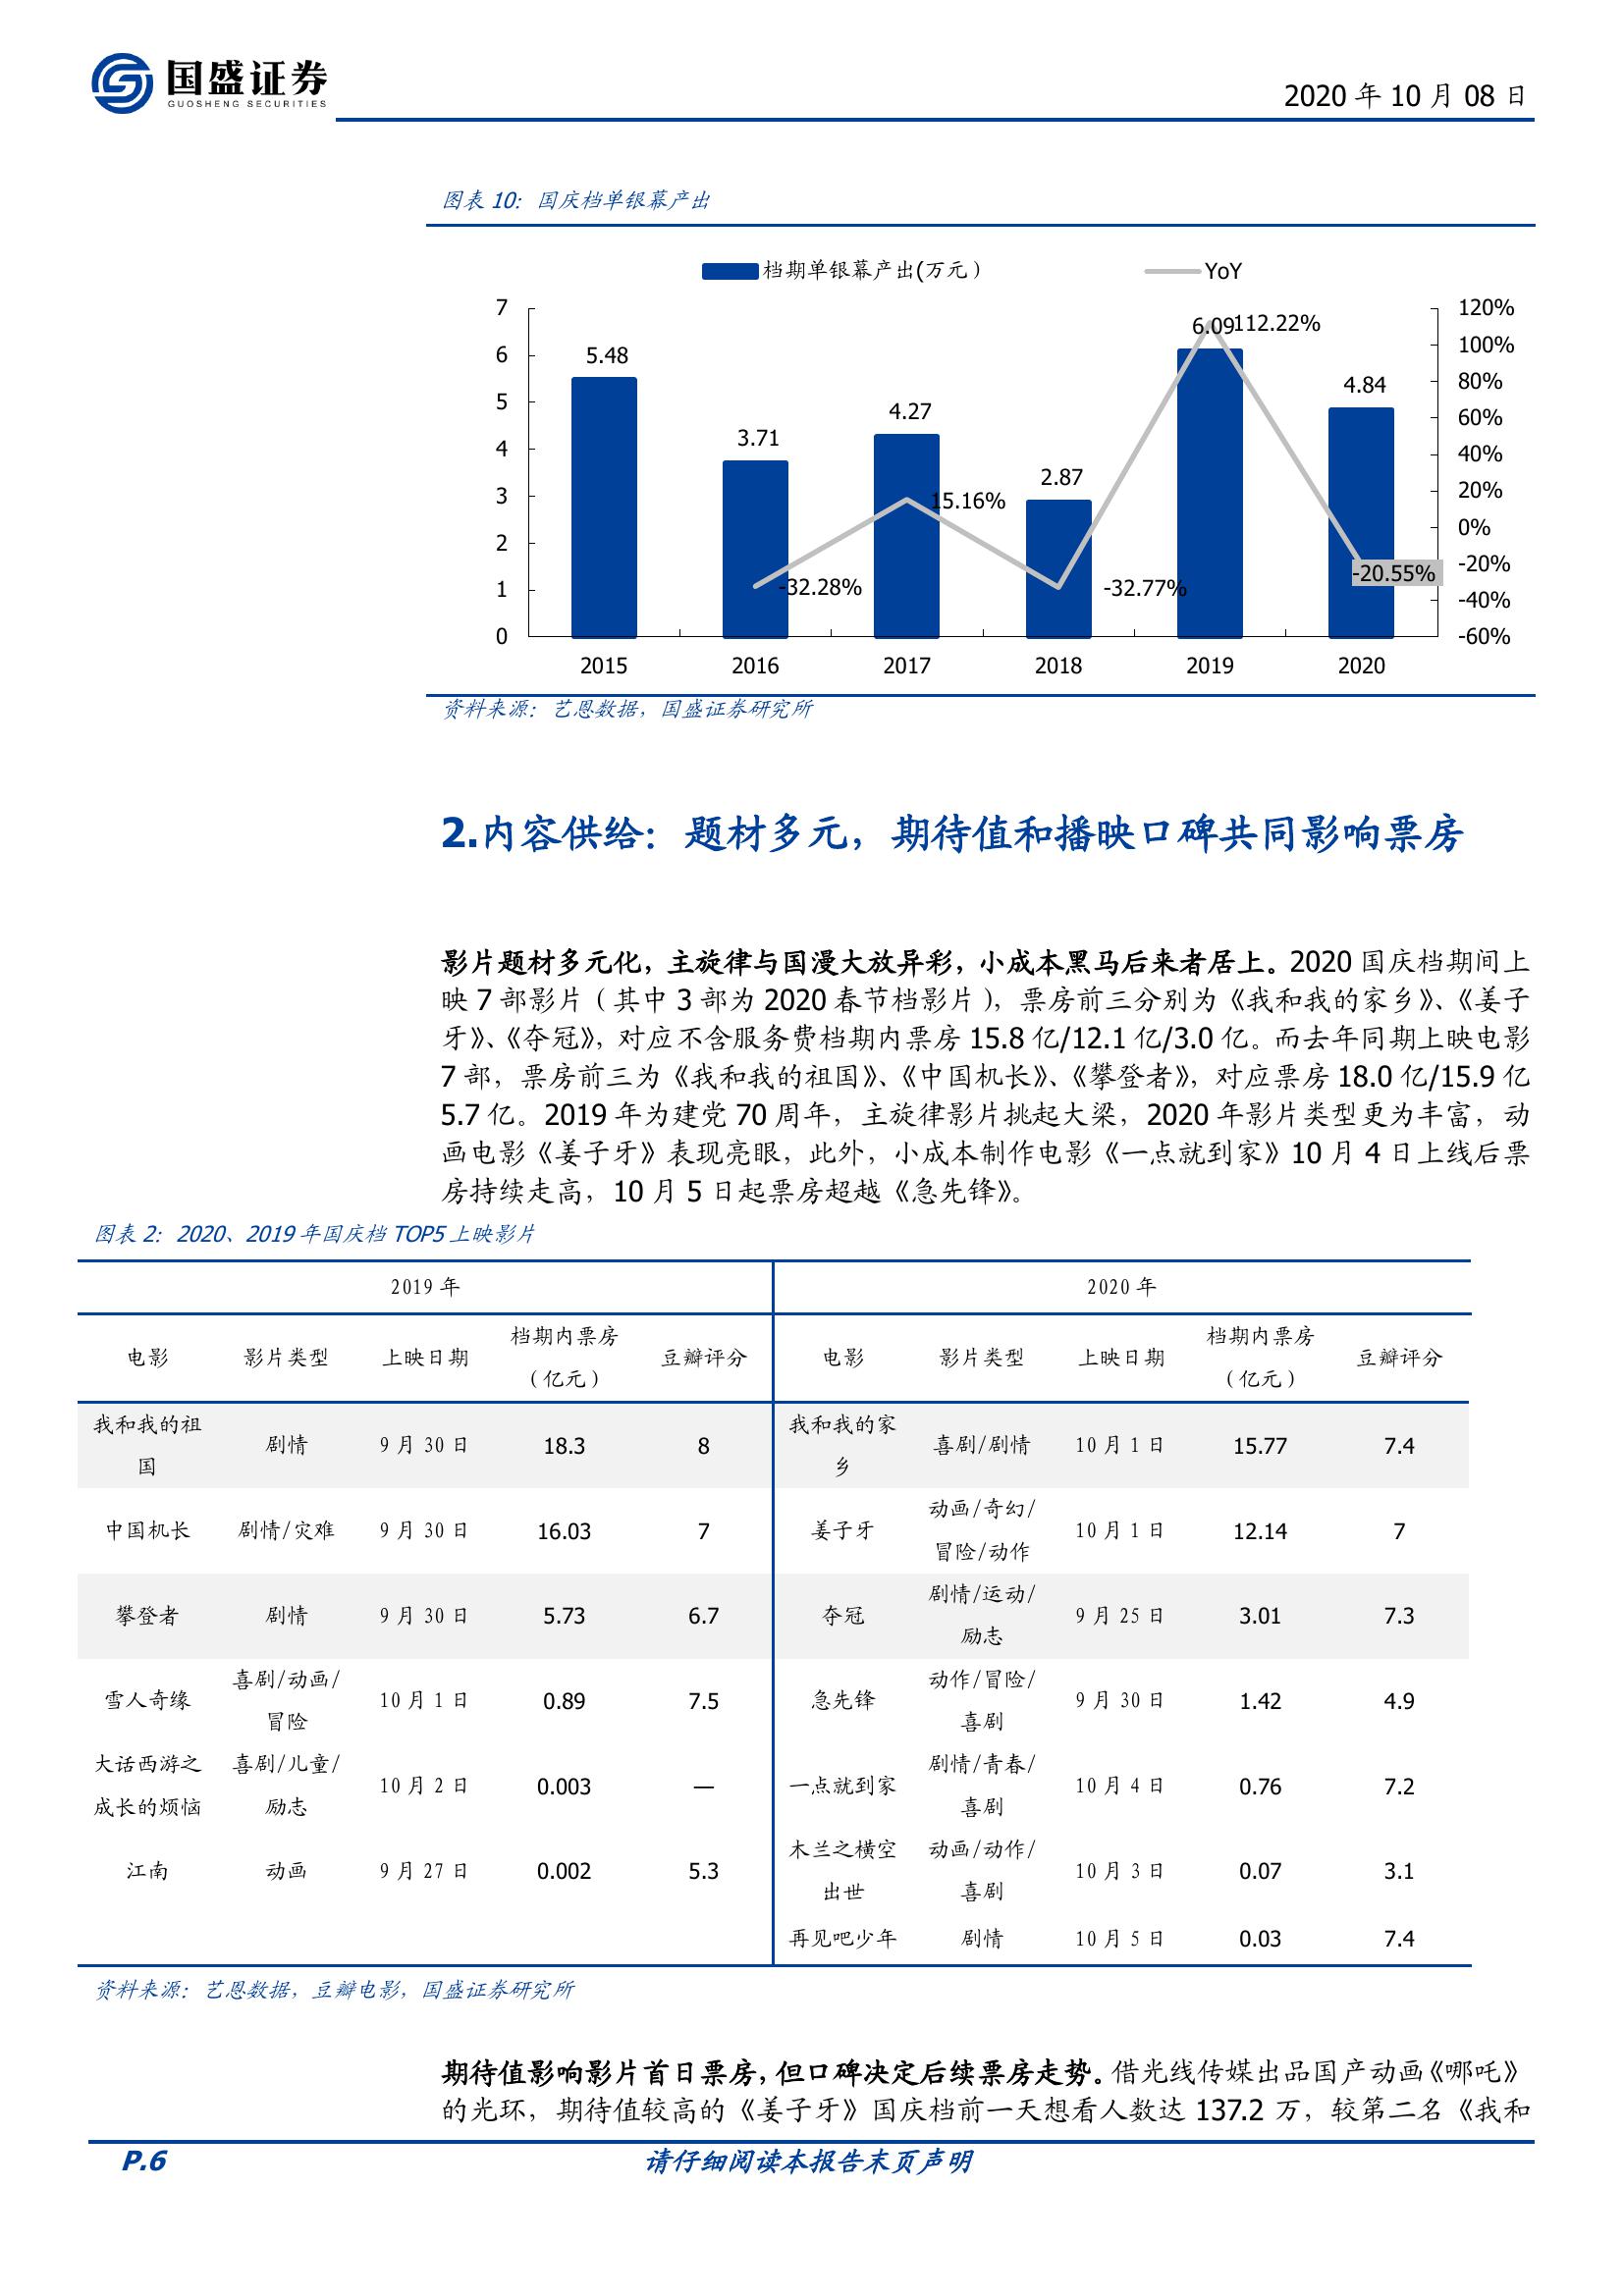 国盛证券
GUOSHENG SECURITIES
2020 年 10 月 08 日
图表 10：国庆档单银幕产出
档期单银幕产出(万元）
YoY
7
6
5
4
3
2
1
0
5.48
3.71
4.27
2.87
6.09
4.84
-32.28%
15.16%
-32.77%
112.22%
-20.55%
120%
100%
80%
60%
40%
20%
0%
-20%
-40%
-60%
2015 2016 2017 2018 2019 2020
资料来源：艺恩数据，国盛证券研究所
2.内容供给：题材多元，期待值和播映口碑共同影响票房
影片题材多元化，主旋律与国漫大放异彩，小成本黑马后来者居上。2020 国庆档期间上
映 7 部影片（其中 3 部为 2020 春节档影片），票房前三分别为《我和我的家乡》、《姜子
牙》、《夺冠》，对应不含服务费档期内票房 15.8 亿/12.1 亿/3.0 亿。而去年同期上映电影
7 部，票房前三为《我和我的祖国》、《中国机长》、《攀登者》，对应票房 18.0 亿/15.9 亿
5.7 亿。2019 年为建党 70 周年，主旋律影片挑起大梁，2020 年影片类型更为丰富，动
画电影《姜子牙》表现亮眼，此外，小成本制作电影《一点就到家》10 月 4 日上线后票
房持续走高，10 月 5 日起票房超越《急先锋》。
图表 2：2020、2019 年国庆档 TOP5 上映影片
2019 年 2020 年
电影 影片类型 上映日期 档期内票房（亿元） 豆瓣评分 电影 影片类型 上映日期 档期内票房（亿元） 豆瓣评分
我和我的祖国 剧情 9 月 30 日 18.3 8 我和我的家乡 喜剧/剧情 10 月 1 日 15.77 7.4
中国机长 剧情/灾难 9 月 30 日 16.03 7 姜子牙 动画/奇幻/冒险/动作 10 月 1 日 12.14 7
攀登者 剧情 9 月 30 日 5.73 6.7 夺冠 剧情/运动/励志 9 月 25 日 3.01 7.3
雪人奇缘 喜剧/动画/冒险 10 月 1 日 0.89 7.5 急先锋 动作/冒险/喜剧 9 月 30 日 1.42 4.9
大话西游之成长的烦恼 喜剧/儿童/励志 10 月 2 日 0.003 — 一点就到家 剧情/青春/喜剧 10 月 4 日 0.76 7.2
江南 动画 9 月 27 日 0.002 5.3 木兰之横空出世 动画/动作/喜剧 10 月 3 日 0.07 3.1
再见吧少年 剧情 10 月 5 日 0.03 7.4
资料来源：艺恩数据，豆瓣电影，国盛证券研究所
期待值影响影片首日票房，但口碑决定后续票房走势。借光线传媒出品国产动画《哪吒》
的光环，期待值较高的《姜子牙》国庆档前一天想看人数达 137.2 万，较第二名《我和
P.6
请仔细阅读本报告末页声明